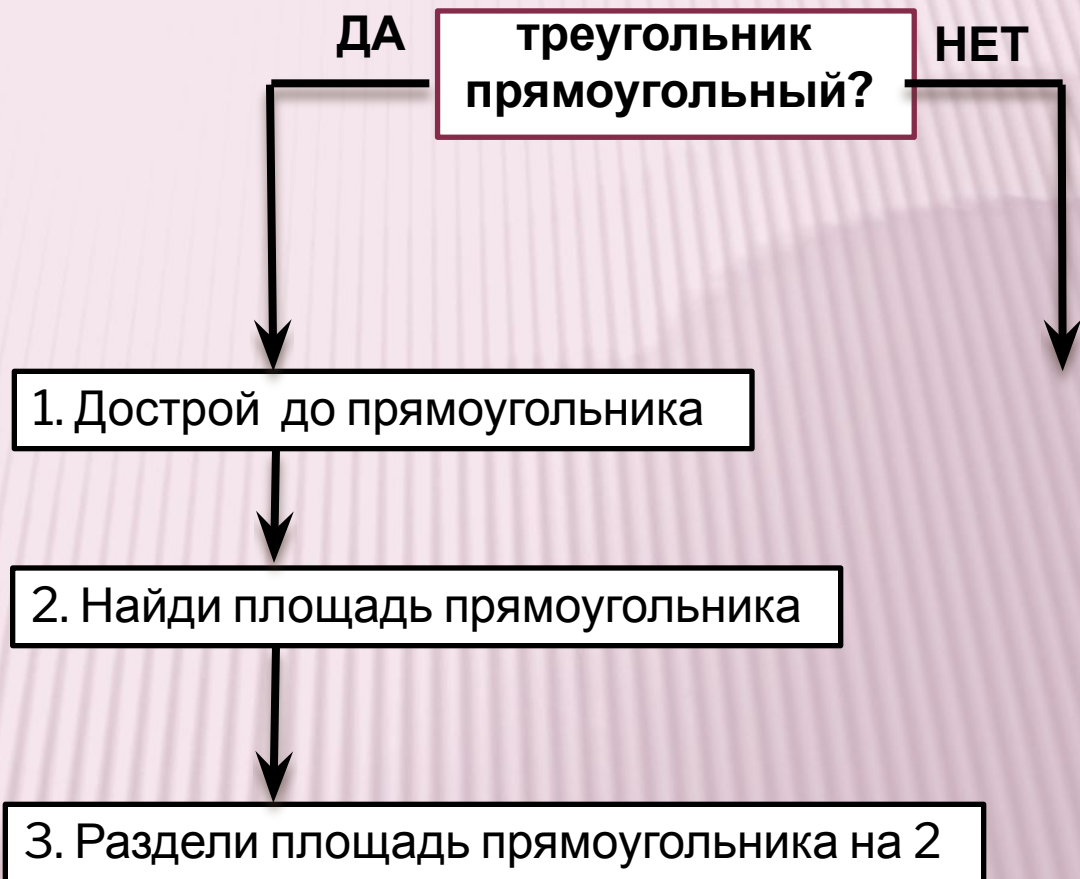 ДА
треугольник
прямоугольный?
НЕТ
1. Дострой до прямоугольника
2. Найди площадь прямоугольника
3. Раздели площадь прямоугольника на 2